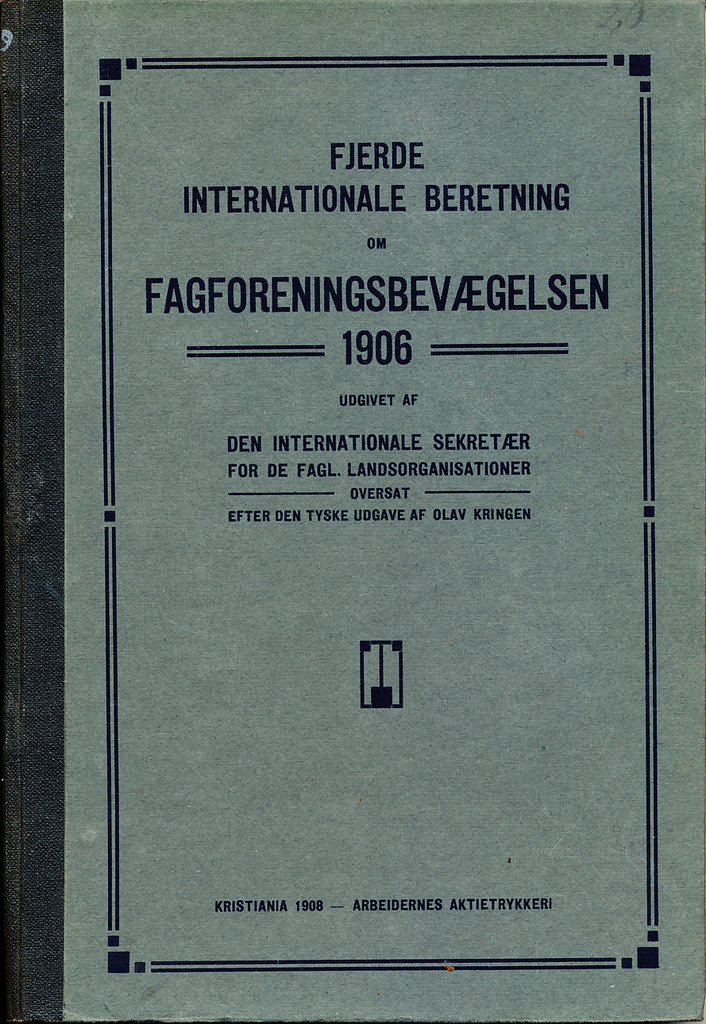 FJERDE
INTERNATIONALE BERETNING
OM
FAGFORENINGSBEVÆGELSEN
1906
UDGIVET AF
DEN INTERNATIONALE SEKRETÆR
FOR DE FAGL. LANDSORGANISATIONER
OVERSAT
EFTER DEN TYSKE UDGAVE AF OLAV KRINGEN
KRISTIANIA 1908 — ARBEIDERNES AKTIETRYKKERI